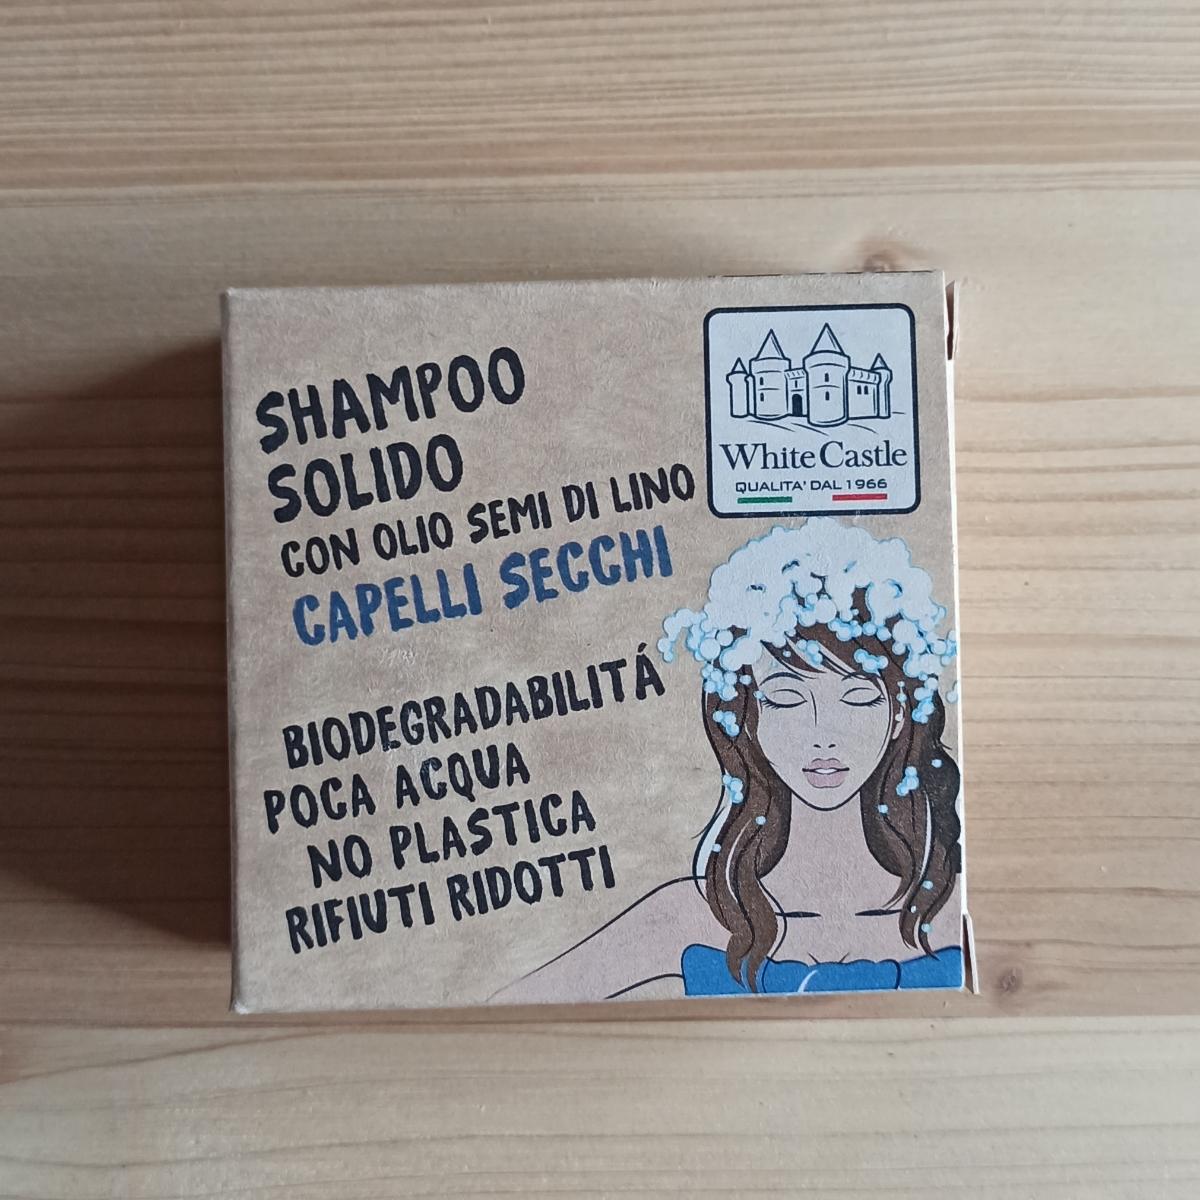 SHAMPOO
SOLIDO
CON OLIO SEMI DI LINO
CAPELLI SECCHI
BIODEGRADABILITÁ
POCA ACQUA
NO PLASTICA
RIFIUTI RIDOTTI
White Castle
QUALITA' DAL 1966